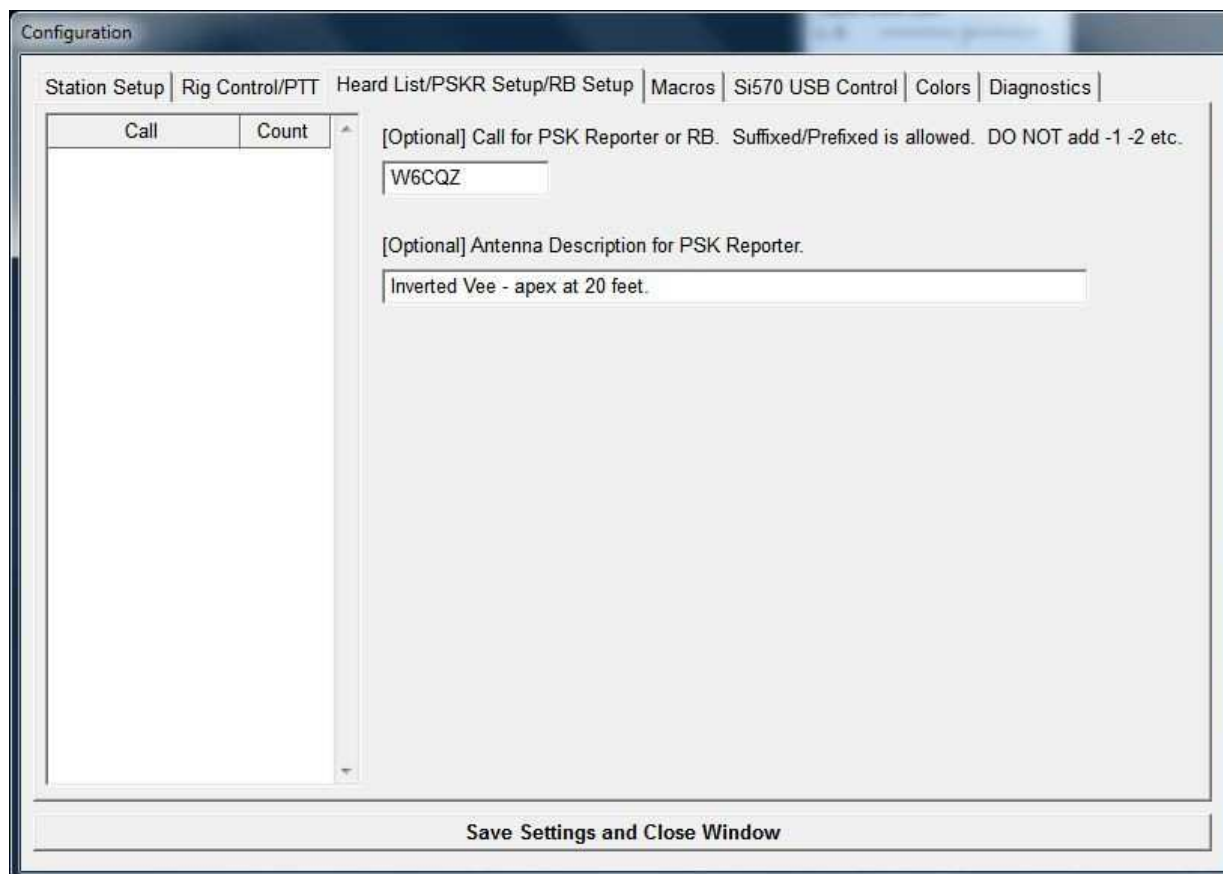 Configuration
Station Setup Rig Control/PTT Heard List/PSKR Setup/RB Setup Macros Si570 USB Control Colors Diagnostics
Call Count
[Optional] Call for PSK Reporter or RB. Suffixed/Prefixed is allowed. DO NOT add -1 -2 etc.
W6CQZ
[Optional] Antenna Description for PSK Reporter.
Inverted Vee - apex at 20 feet.
Save Settings and Close Window